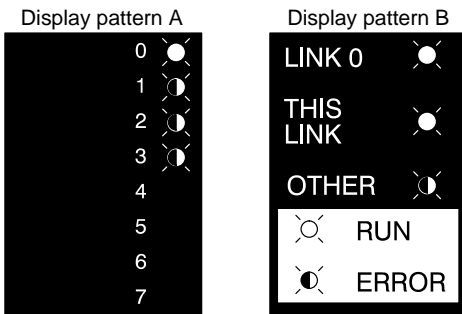 Display pattern A
0
1
2
3
4
5
6
7
Display pattern B
LINK 0
THIS
LINK
OTHER
RUN
ERROR